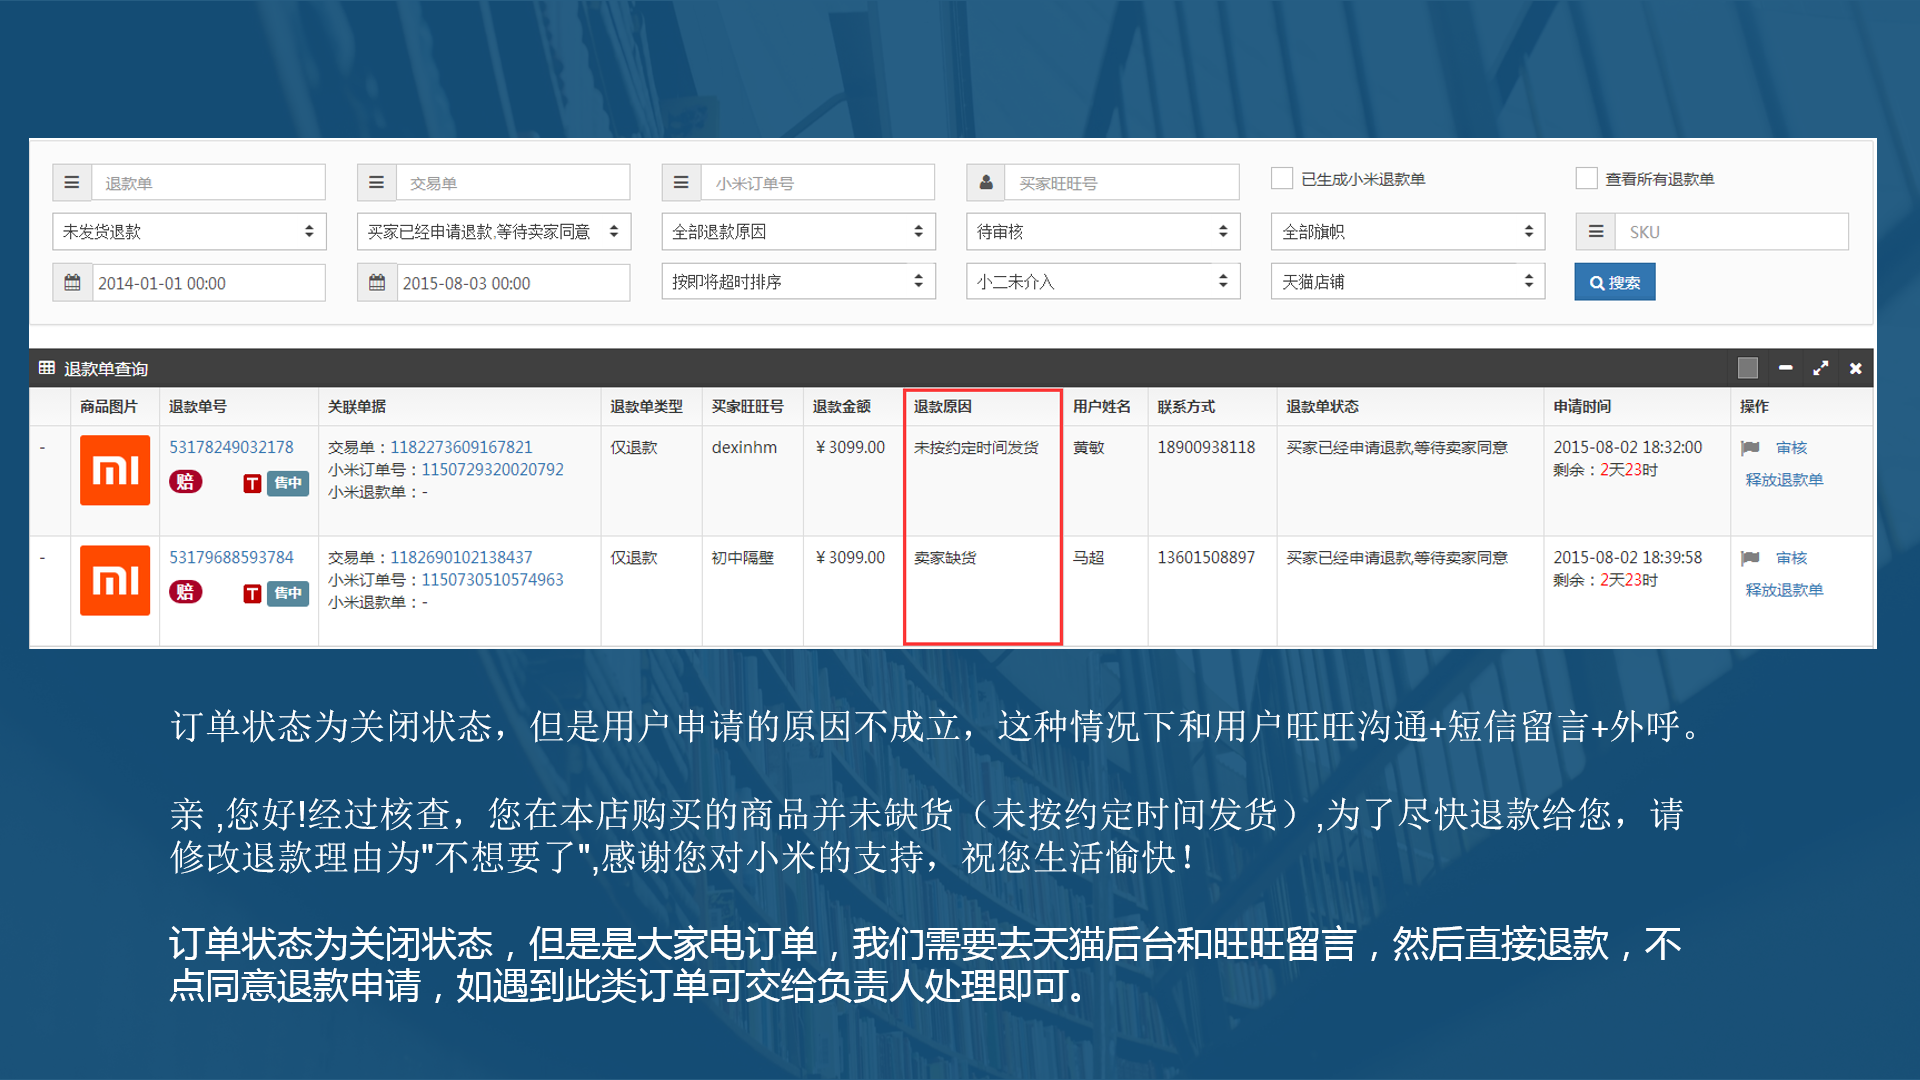 退款单 交易单 小米订单号 买家旺旺号 已生成小米退款单 查看所有退款单
未发货退款 买家已经申请退款,等待卖家同意 全部退款原因 待审核 全部旗帜 SKU
2014-01-01 00:00 2015-08-03 00:00 按即将超时排序 小二未介入 天猫店铺 搜索
退款单查询
商品图片 退款单号 关联单据 退款单类型 买家旺旺号 退款金额 退款原因 用户姓名 联系方式 退款单状态 申请时间 操作
- mi 53178249032178 交易单：1182273609167821 仅退款 dexinhm ¥3099.00 未按约定时间发货 黄敏 18900938118 买家已经申请退款,等待卖家同意 2015-08-02 18:32:00 审核
小米订单号：1150729320020792 剩余：2天23时
赔 T 售中 小米退款单：- 释放退款单
- mi 53179688593784 交易单：1182690102138437 仅退款 初中隔壁 ¥3099.00 卖家缺货 马超 13601508897 买家已经申请退款,等待卖家同意 2015-08-02 18:39:58 审核
小米订单号：1150730510574963 剩余：2天23时
赔 T 售中 小米退款单：- 释放退款单
订单状态为关闭状态，但是用户申请的原因不成立，这种情况下和用户旺旺沟通+短信留言+外呼。
亲 ,您好!经过核查，您在本店购买的商品并未缺货（未按约定时间发货）,为了尽快退款给您，请
修改退款理由为"不想要了",感谢您对小米的支持，祝您生活愉快！
订单状态为关闭状态，但是是大家电订单，我们需要去天猫后台和旺旺留言，然后直接退款，不
点同意退款申请，如遇到此类订单可交给负责人处理即可。